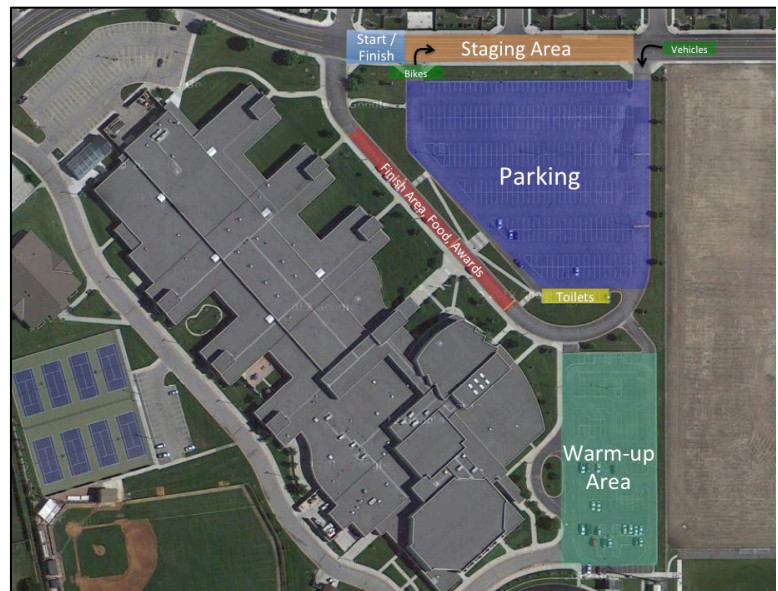 Start /
Finish
Staging Area
Vehicles
Bikes
Parking
Finish Area, Food, Awards
Toilets
Warm-up
Area